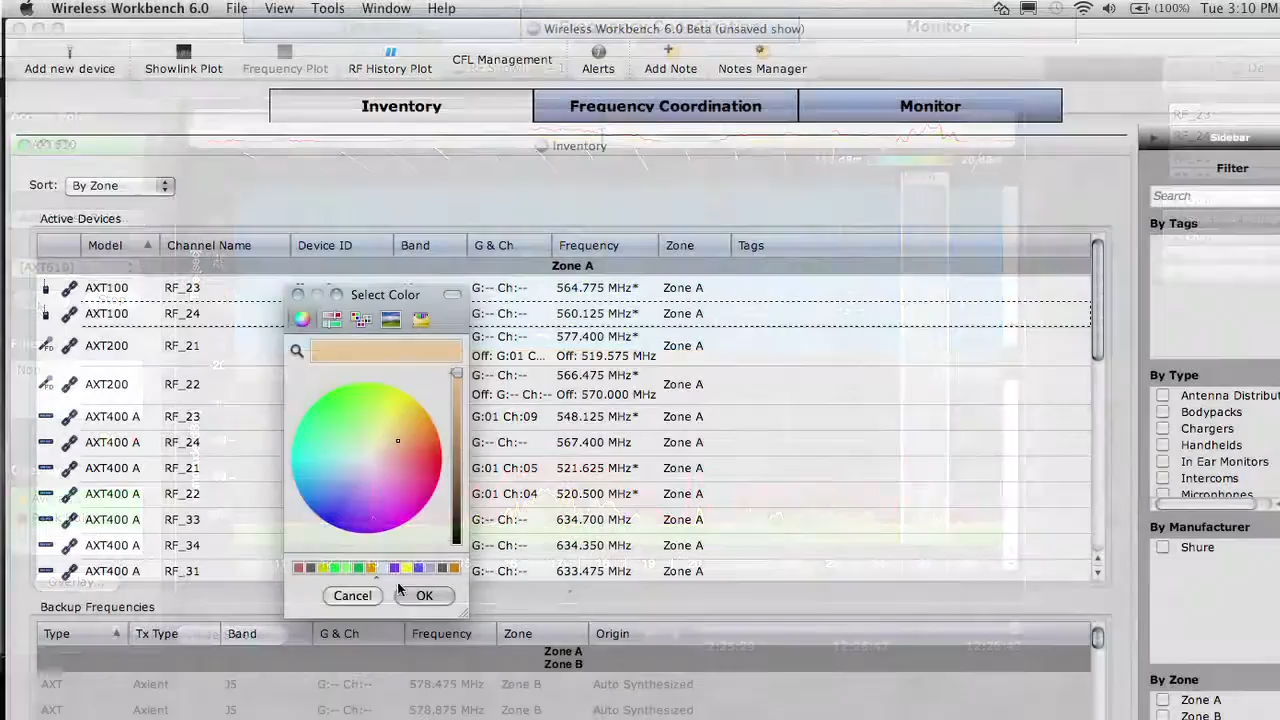 Wireless Workbench 6.0 File View Tools Window Help (100%) Tue 3:10 PM
Wireless Workbench 6.0 Beta (unsaved show)
Monitor
Add new device Showlink Plot Frequency Plot RF History Plot CFL Management Alerts Add Note Notes Manager
Inventory Frequency Coordination Monitor
Inventory
Sidebar
Filter
Sort: By Zone
Search
Active Devices
By Tags
Model Channel Name Device ID Band G & Ch Frequency Zone Tags
Zone A
AXT100 RF_23 G:-- Ch:-- 564.775 MHz* Zone A
AXT100 RF_24 G:-- Ch:-- 560.125 MHz* Zone A
AXT200 RF_21 G:-- Ch:-- 577.400 MHz* Zone A
Off: G:01 C... Off: 519.575 MHz
AXT200 RF_22 G:-- Ch:-- 566.475 MHz* Zone A
Off: G:-- Ch:-- Off: 570.000 MHz
AXT400 A RF_23 G:01 Ch:09 548.125 MHz* Zone A
AXT400 A RF_24 G:-- Ch:-- 567.400 MHz Zone A
AXT400 A RF_21 G:01 Ch:05 521.625 MHz* Zone A
AXT400 A RF_22 G:01 Ch:04 520.500 MHz* Zone A
AXT400 A RF_33 G:-- Ch:-- 634.700 MHz Zone A
AXT400 A RF_34 G:-- Ch:-- 634.350 MHz Zone A
AXT400 A RF_31 G:-- Ch:-- 633.475 MHz Zone A
Select Color
Cancel OK
By Type
Antenna Distribut
Bodypacks
Chargers
Handhelds
In Ear Monitors
Intercoms
Microphones
By Manufacturer
Shure
By Zone
Zone A
Zone B
Overlay...
Backup Frequencies
Type Tx Type Band G & Ch Frequency Zone Origin
Zone A
Zone B
AXT Axient J5 G:-- Ch:-- 578.475 MHz Zone B Auto Synthesized
AXT Axient J5 G:-- Ch:-- 578.875 MHz Zone B Auto Synthesized